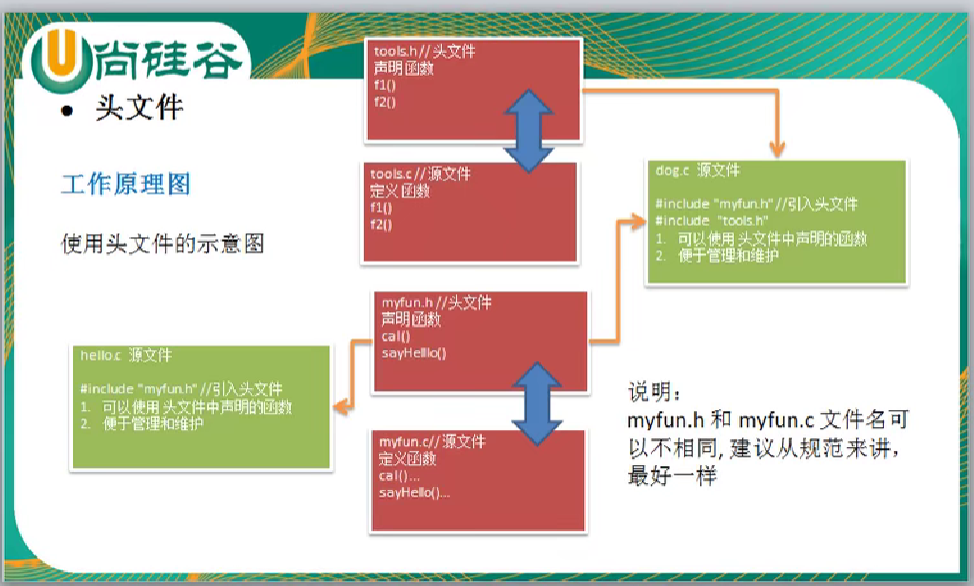 尚硅谷
• 头文件
工作原理图
使用头文件的示意图
tools.h//头文件
声明函数
f1()
f2()
tools.c//源文件
定义函数
f1()
f2()
myfun.h //头文件
声明函数
cal()
sayHelllo()
myfun.c//源文件
定义函数
cal()...
sayHello()...
hello.c 源文件
#include "myfun.h" //引入头文件
1. 可以使用 头文件中声明的函数
2. 便于管理和维护
dog.c 源文件
#include "myfun.h" //引入头文件
#include "tools.h"
1. 可以使用 头文件中声明的函数
2. 便于管理和维护
说明：
myfun.h 和 myfun.c 文件名可
以不相同, 建议从规范来讲，
最好一样